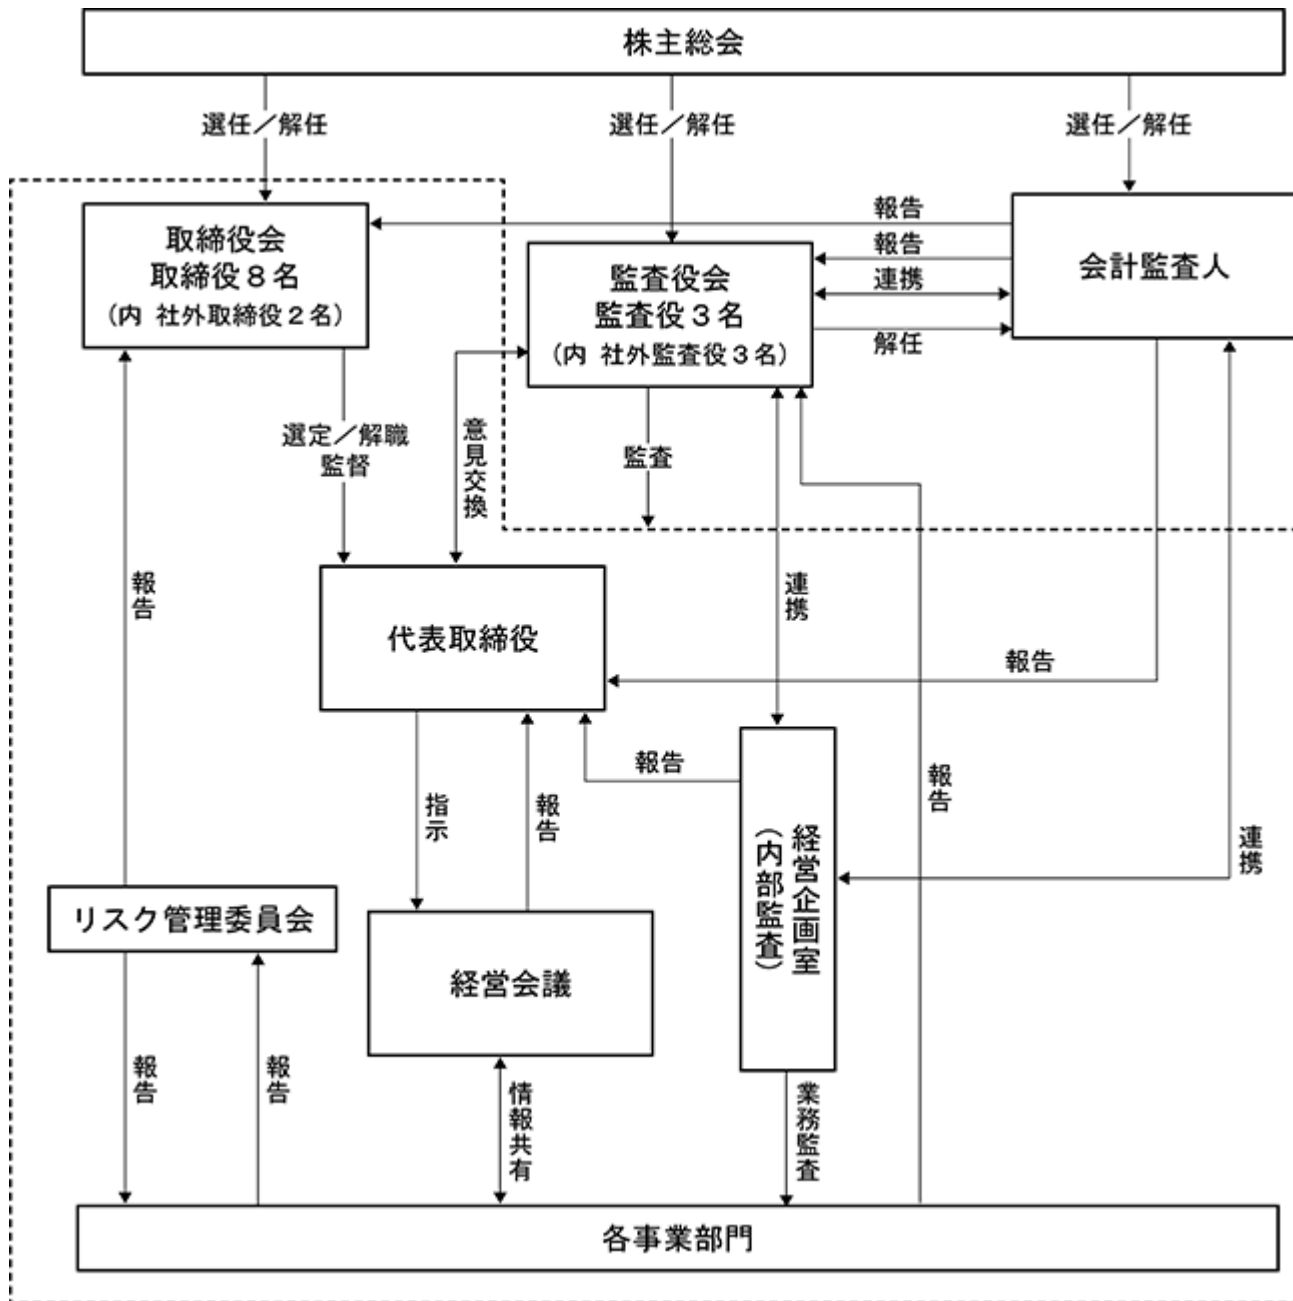 株主総会
選任／解任
選任／解任
選任／解任
取締役会
取締役８名
（内 社外取締役２名）
監査役会
監査役３名
（内 社外監査役３名）
会計監査人
報告
報告
連携
解任
選定／解職
監督
意見交換
監査
報告
連携
代表取締役
報告
報告
指示
報告
経営企画室
（内部監査）
報告
連携
リスク管理委員会
経営会議
報告
報告
情報共有
業務監査
各事業部門